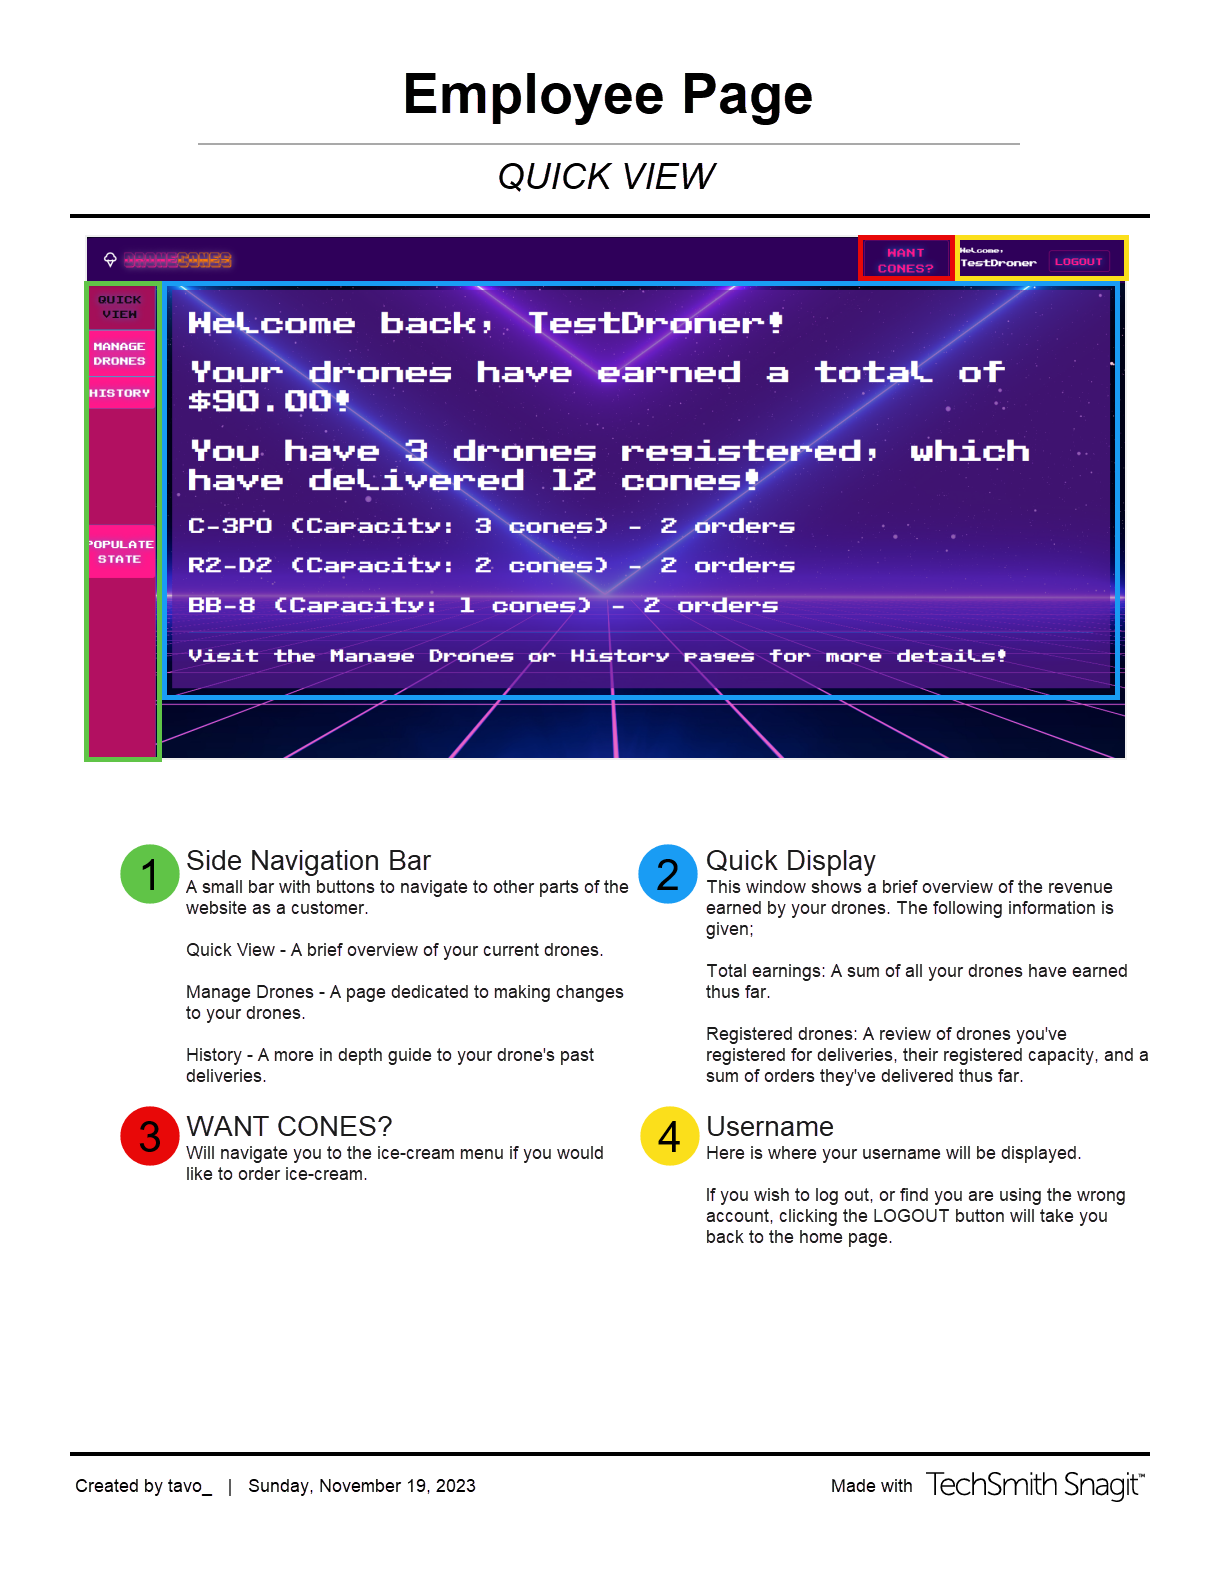 Employee Page
QUICK VIEW
DRONECONES
WANT
CONES?
Welcome,
TestDroner
LOGOUT
QUICK
VIEW
MANAGE
DRONES
HISTORY
POPULATE
STATE
Welcome back, TestDroner!
Your drones have earned a total of
$90.00!
You have 3 drones registered, which
have delivered 12 cones!
C-3PO (Capacity: 3 cones) - 2 orders
R2-D2 (Capacity: 2 cones) - 2 orders
BB-8 (Capacity: 1 cones) - 2 orders
Visit the Manage Drones or History pages for more details!
1
Side Navigation Bar
A small bar with buttons to navigate to other parts of the
website as a customer.
Quick View - A brief overview of your current drones.
Manage Drones - A page dedicated to making changes
to your drones.
History - A more in depth guide to your drone's past
deliveries.
2
Quick Display
This window shows a brief overview of the revenue
earned by your drones. The following information is
given;
Total earnings: A sum of all your drones have earned
thus far.
Registered drones: A review of drones you've
registered for deliveries, their registered capacity, and a
sum of orders they've delivered thus far.
3
WANT CONES?
Will navigate you to the ice-cream menu if you would
like to order ice-cream.
4
Username
Here is where your username will be displayed.
If you wish to log out, or find you are using the wrong
account, clicking the LOGOUT button will take you
back to the home page.
Created by tavo_ | Sunday, November 19, 2023
Made with TechSmith Snagit™